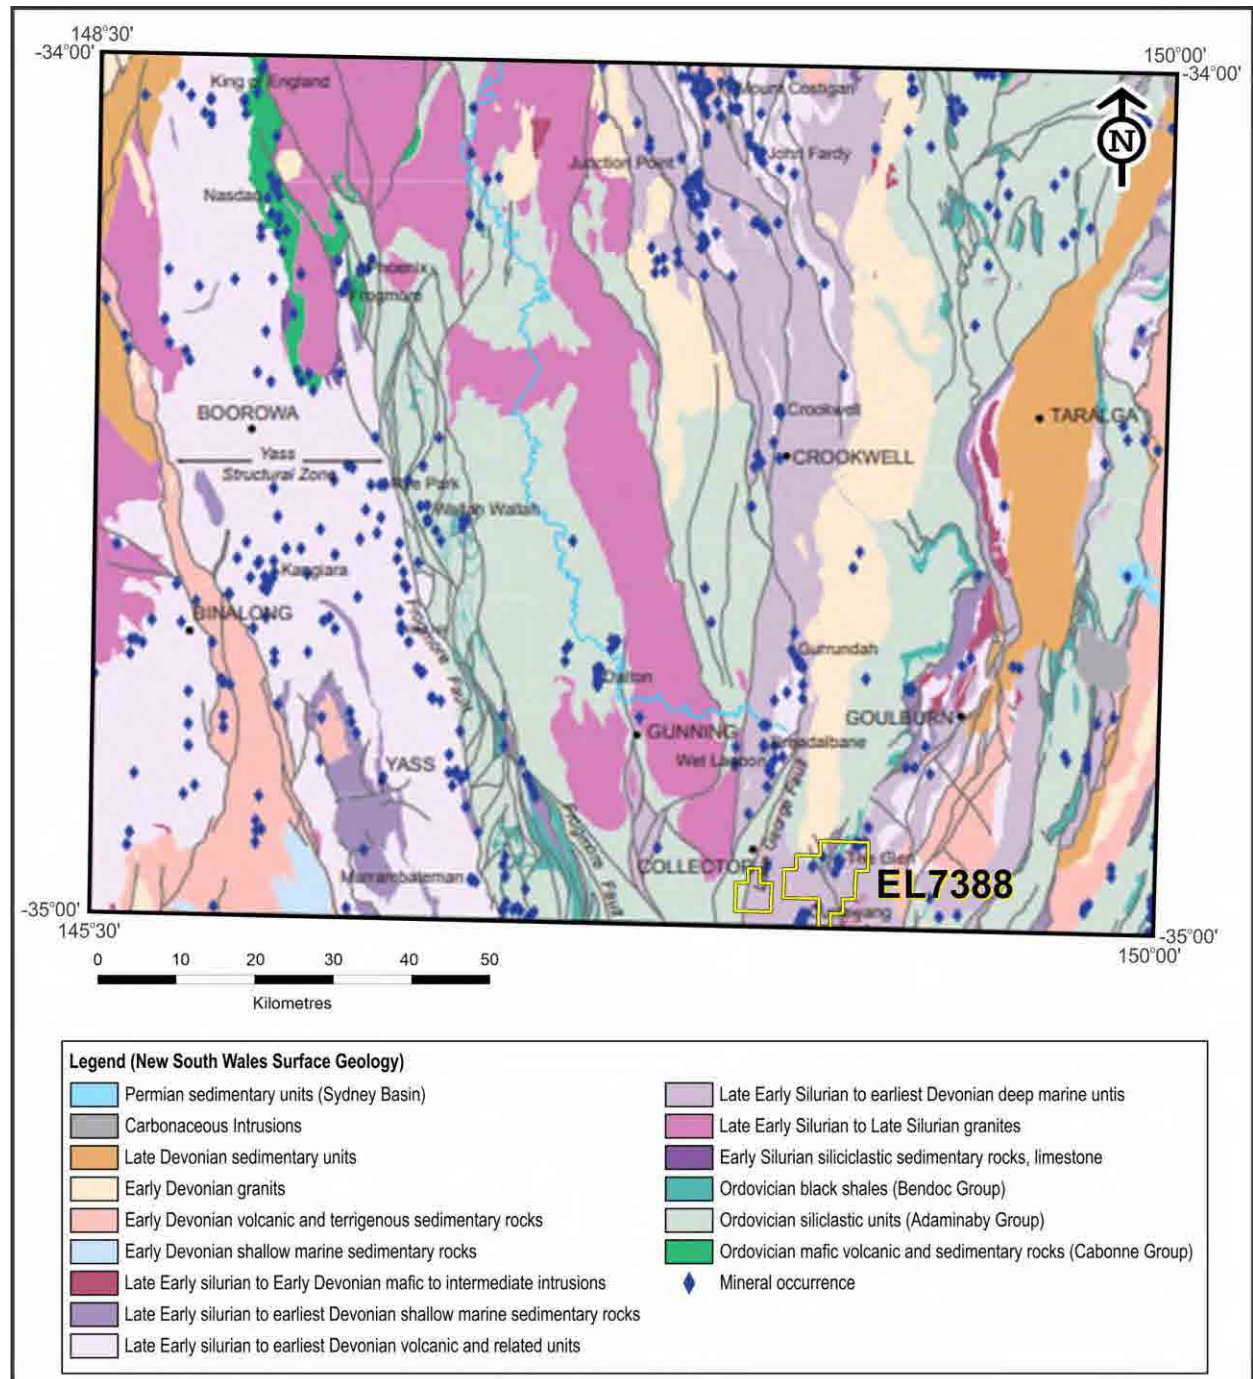 148°30'
-34°00'
150°00'
-34°00'
N
King of England
Mount Costigan
Junction Point
John Fardy
Nasdaq
Phoenix
Frogmore
BOOROWA
Crookwell
TARALGA
Yass
Structural Zone
CROOKWELL
Rye Park
Wallah Wallah
Kangiara
BINALONG
Frogmore Fault
Gurrundah
Dalton
GOULBURN
GUNNING
Wet Lagoon
YASS
George Fault
Frogmore Fault
COLLECTOR
The Glen
Murrambateman
EL7388
-35°00'
145°30'
-35°00'
150°00'
0 10 20 30 40 50
Kilometres
Legend (New South Wales Surface Geology)
Permian sedimentary units (Sydney Basin)
Carbonaceous Intrusions
Late Devonian sedimentary units
Early Devonian granits
Early Devonian volcanic and terrigenous sedimentary rocks
Early Devonian shallow marine sedimentary rocks
Late Early silurian to Early Devonian mafic to intermediate intrusions
Late Early silurian to earliest Devonian shallow marine sedimentary rocks
Late Early silurian to earliest Devonian volcanic and related units
Late Early Silurian to earliest Devonian deep marine untis
Late Early Silurian to Late Silurian granites
Early Silurian siliciclastic sedimentary rocks, limestone
Ordovician black shales (Bendoc Group)
Ordovician siliclastic units (Adaminaby Group)
Ordovician mafic volcanic and sedimentary rocks (Cabonne Group)
Mineral occurrence